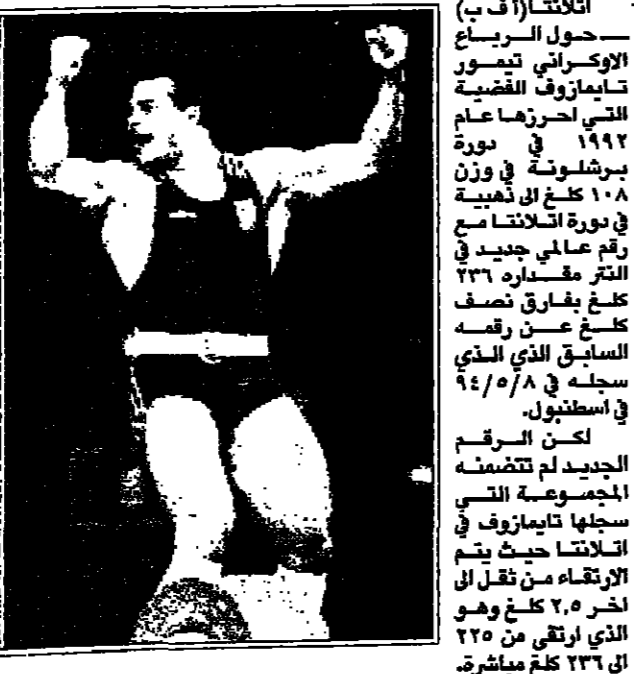 اتلانتا (أ ف ب)
ــ حول الرباع
الاوكراني تيمور
تايمازوف الفضية
التي احرزها عام
١٩٩٢ في دورة
برشلونة في وزن
١٠٨ كلغ الى ذهبية
في دورة اتلانتا مع
رقم عالمي جديد في
النتر مقداره ٢٣٦
كلغ بفارق نصف
كلغ عن رقمه
السابق الذي الذي
سجله في ٩٤/٥/٨
في اسطنبول.
لكن الرقم
الجديد لم تتضمنه
المجموعة التي
سجلها تايمازوف في
اتلانتا حيث يتم
الارتقاء من ثقل الى
اخر ٢,٥ كلغ وهو
الذي ارتقى من ٢٢٥
الى ٢٣٦ كلغ مباشرة.